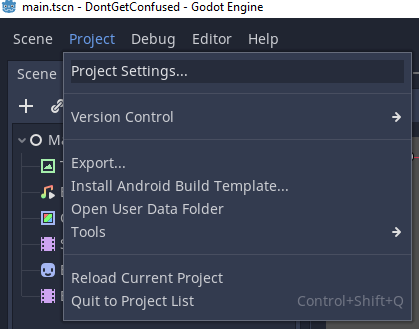 main.tscn - DontGetConfused - Godot Engine
Scene Project Debug Editor Help
Scene
Project Settings...
Version Control
Export...
Install Android Build Template...
Open User Data Folder
Tools
Reload Current Project
Quit to Project List Control+Shift+Q